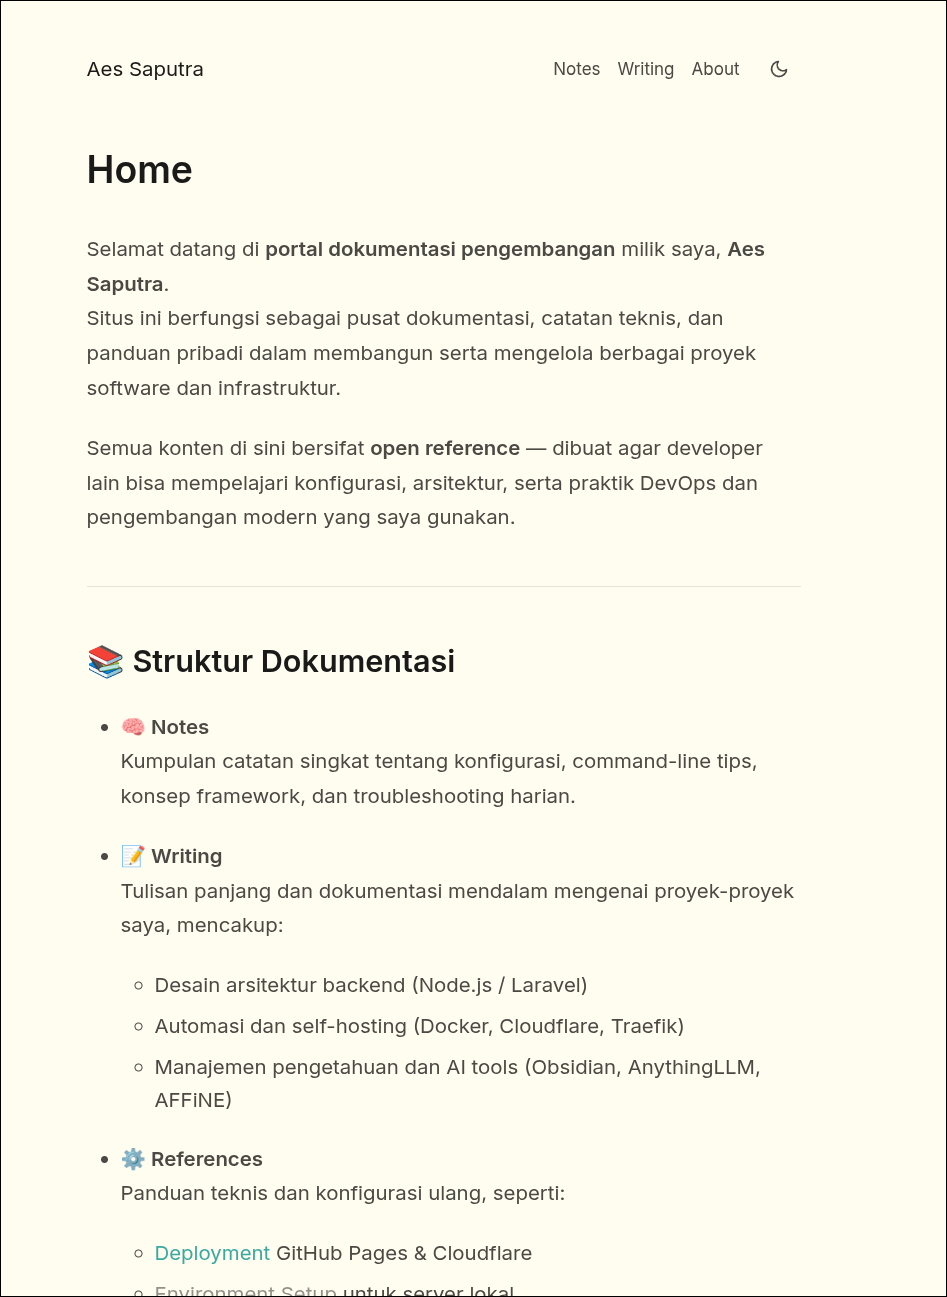 Aes Saputra
Notes Writing About
Home
Selamat datang di portal dokumentasi pengembangan milik saya, Aes
Saputra.
Situs ini berfungsi sebagai pusat dokumentasi, catatan teknis, dan
panduan pribadi dalam membangun serta mengelola berbagai proyek
software dan infrastruktur.
Semua konten di sini bersifat open reference — dibuat agar developer
lain bisa mempelajari konfigurasi, arsitektur, serta praktik DevOps dan
pengembangan modern yang saya gunakan.
📚 Struktur Dokumentasi
🧠 Notes
Kumpulan catatan singkat tentang konfigurasi, command-line tips,
konsep framework, dan troubleshooting harian.
📝 Writing
Tulisan panjang dan dokumentasi mendalam mengenai proyek-proyek
saya, mencakup:
Desain arsitektur backend (Node.js / Laravel)
Automasi dan self-hosting (Docker, Cloudflare, Traefik)
Manajemen pengetahuan dan AI tools (Obsidian, AnythingLLM,
AFFiNE)
⚙️ References
Panduan teknis dan konfigurasi ulang, seperti:
Deployment GitHub Pages & Cloudflare
Environment Setup untuk server lokal